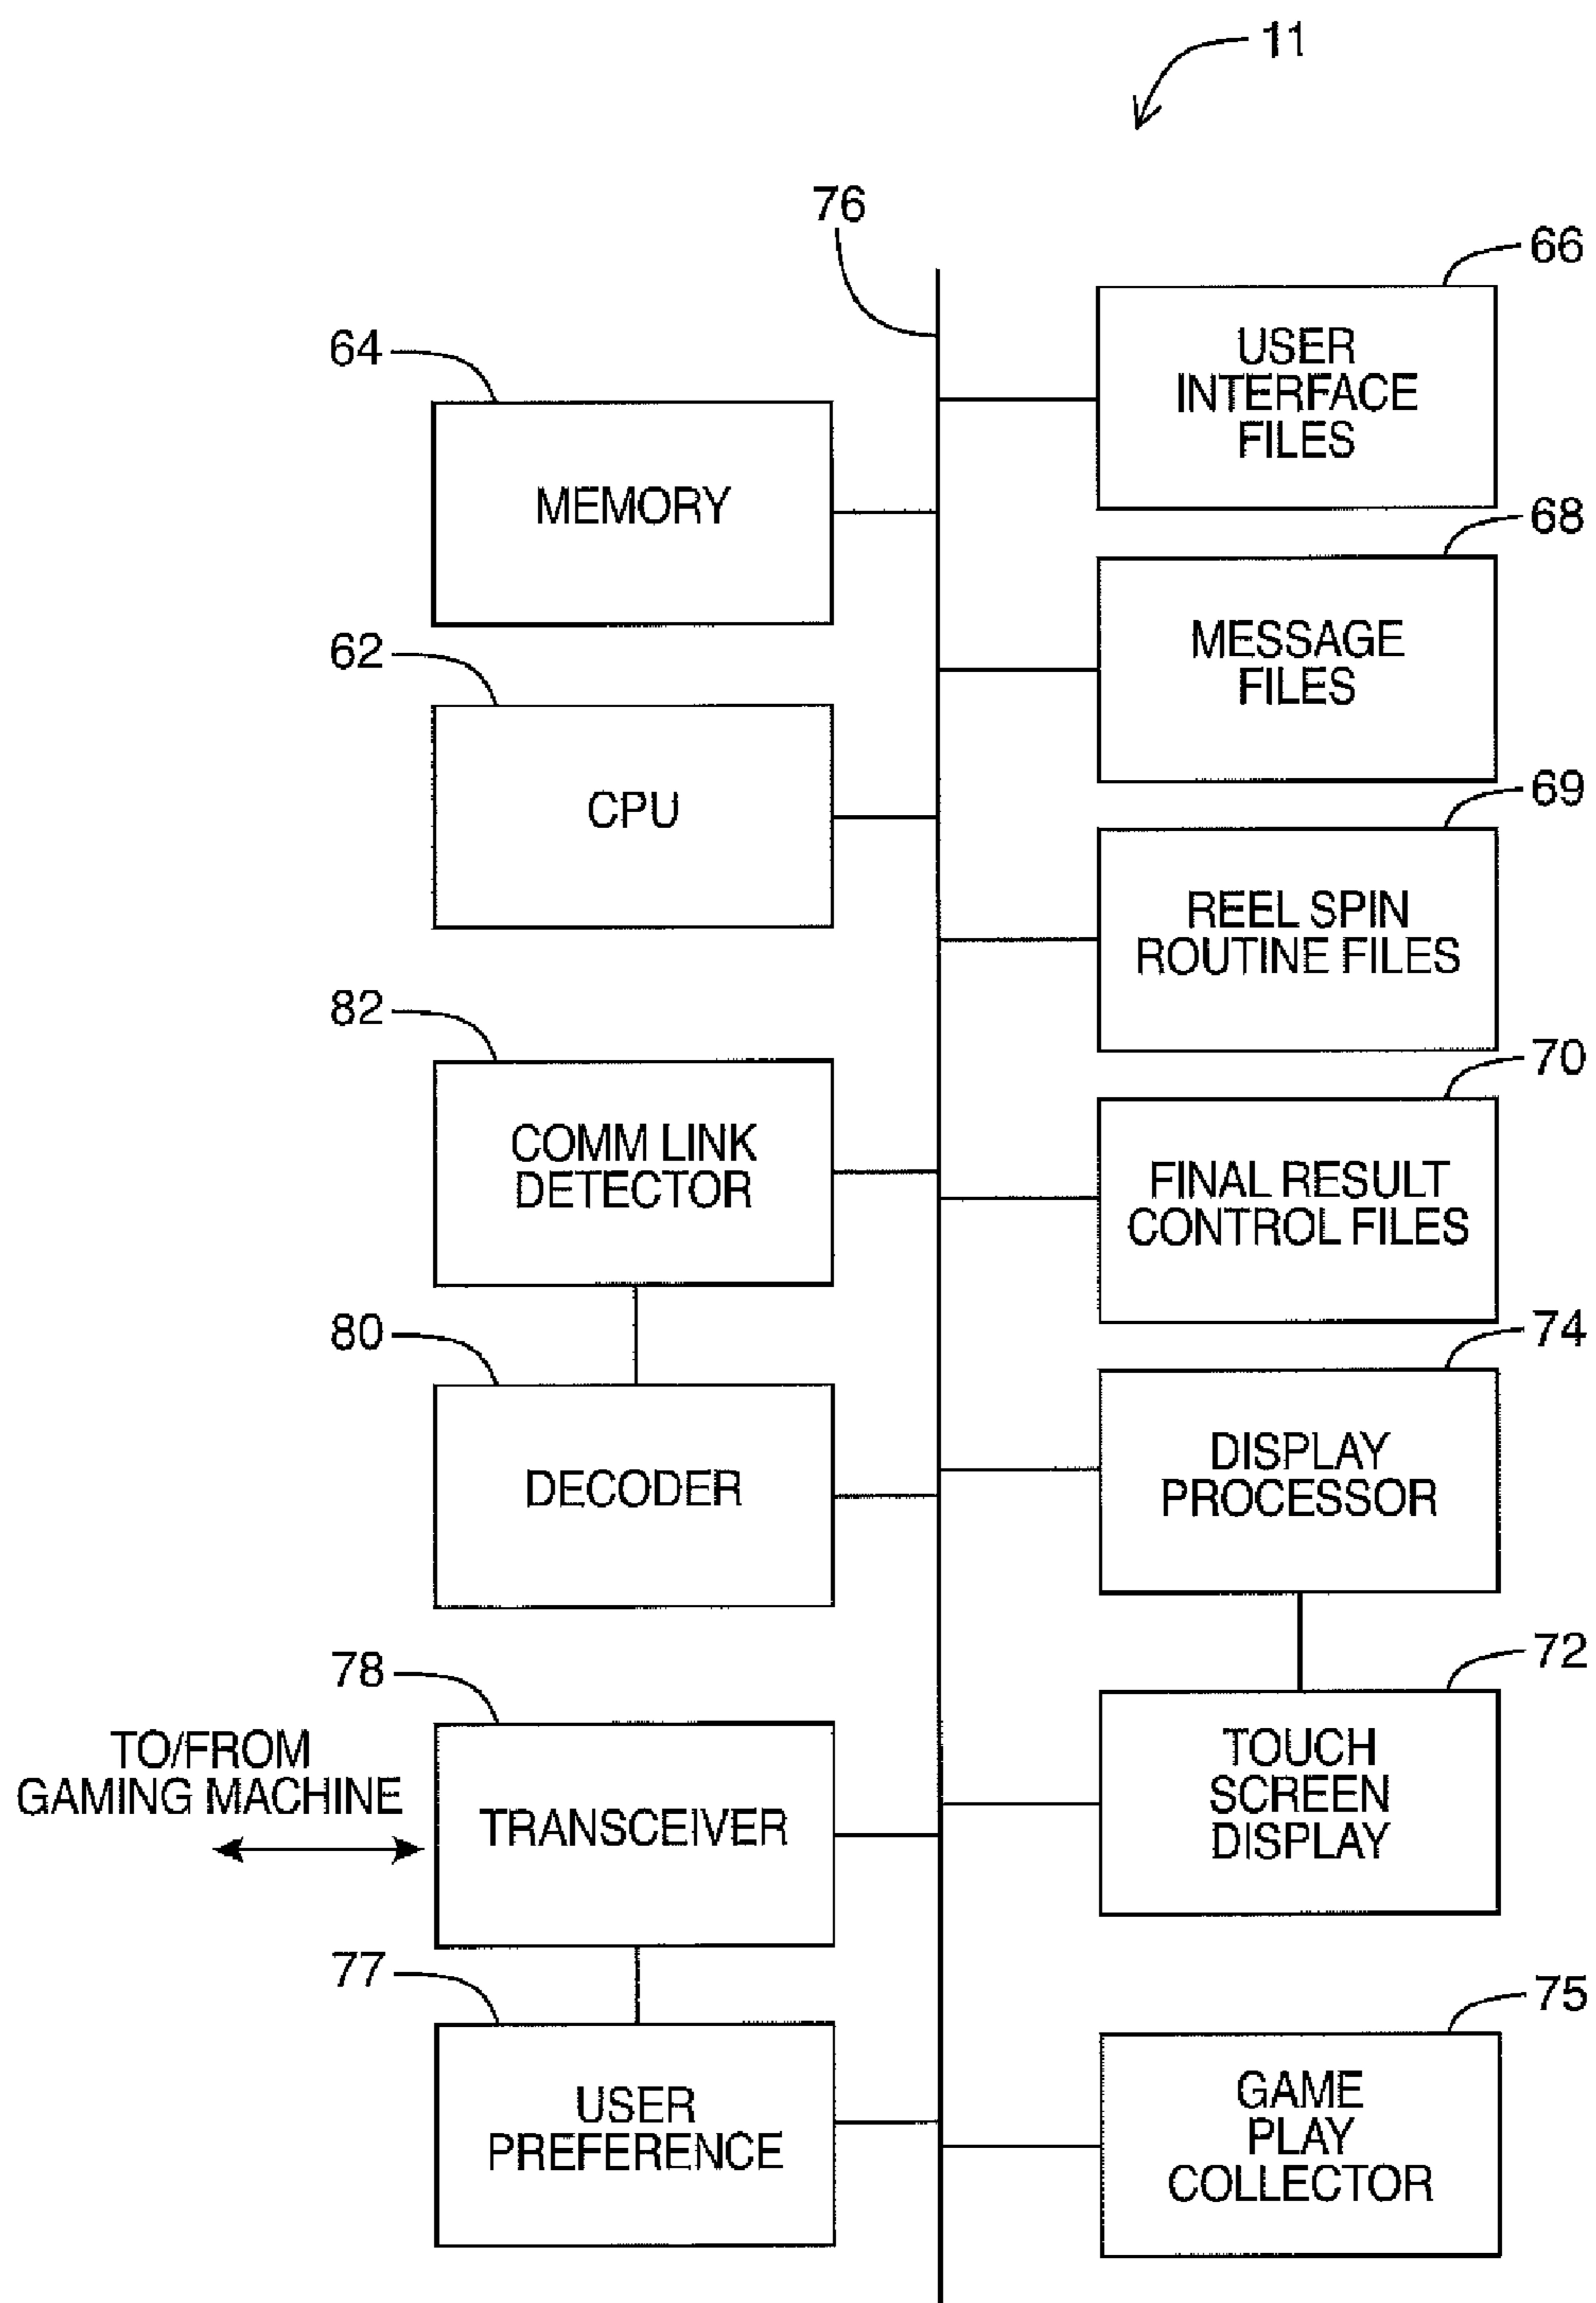 11
76
66
USER
INTERFACE
FILES
64
MEMORY
68
MESSAGE
FILES
62
CPU
69
REEL SPIN
ROUTINE FILES
82
COMM LINK
DETECTOR
70
FINAL RESULT
CONTROL FILES
80
DECODER
74
DISPLAY
PROCESSOR
78
TO/FROM
GAMING MACHINE
TRANSCEIVER
72
TOUCH
SCREEN
DISPLAY
77
USER
PREFERENCE
75
GAME
PLAY
COLLECTOR